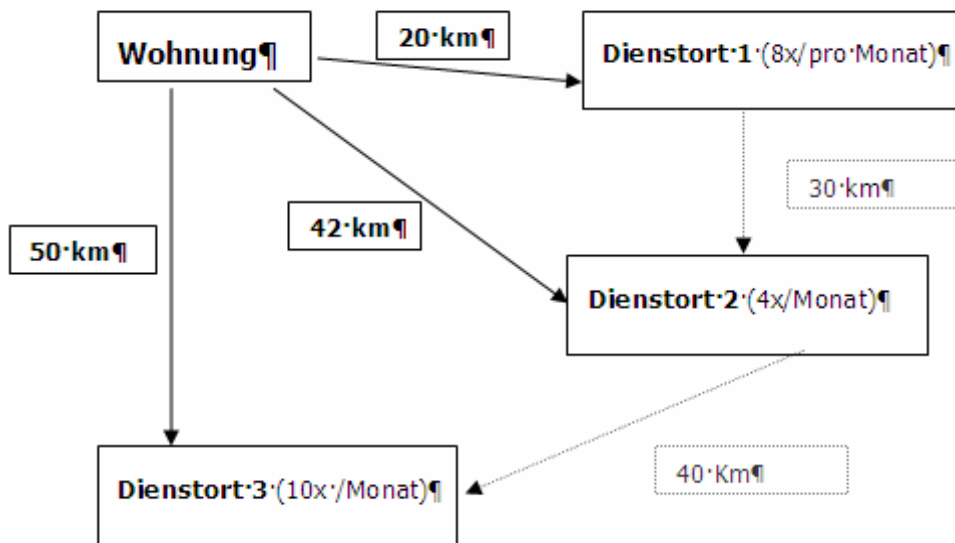 20·km¶
Wohnung¶
Dienstort·1·(8x/pro·Monat)¶
30·km¶
50·km¶
42·km¶
Dienstort·2·(4x/Monat)¶
Dienstort·3·(10x·/Monat)¶
40·Km¶